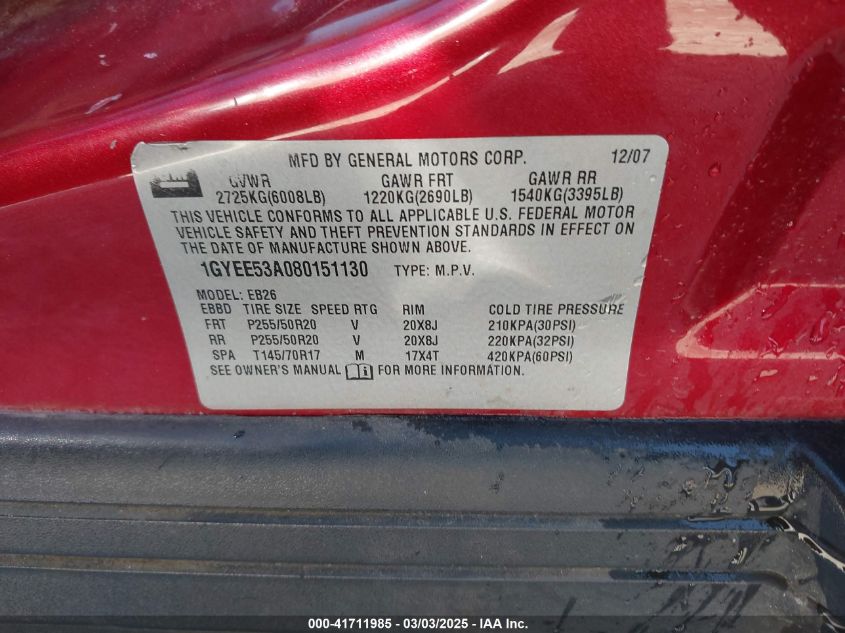 MFD BY GENERAL MOTORS CORP. 12/07
GVWR GAWR FRT GAWR RR
2725KG(6008LB) 1220KG(2690LB) 1540KG(3395LB)
THIS VEHICLE CONFORMS TO ALL APPLICABLE U.S. FEDERAL MOTOR
VEHICLE SAFETY AND THEFT PREVENTION STANDARDS IN EFFECT ON
THE DATE OF MANUFACTURE SHOWN ABOVE.
1GYEE53A080151130 TYPE: M.P.V.
MODEL: EB26
EBBD TIRE SIZE SPEED RTG RIM COLD TIRE PRESSURE
FRT P255/50R20 V 20X8J 210KPA(30PSI)
RR P255/50R20 V 20X8J 220KPA(32PSI)
SPA T145/70R17 M 17X4T 420KPA(60PSI)
SEE OWNER'S MANUAL FOR MORE INFORMATION.
000-41711985 - 03/03/2025 - IAA Inc.